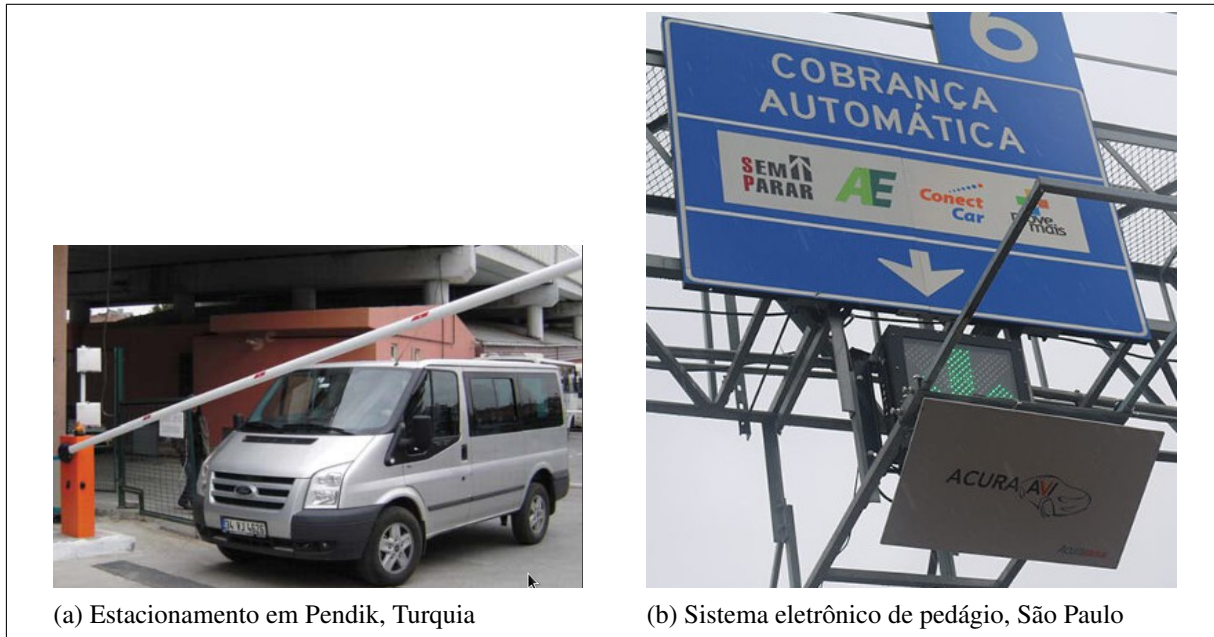 6
COBRANÇA
AUTOMÁTICA
SEM
PARAR
AE
Conect
Car
mais
ACURA AVI
(a) Estacionamento em Pendik, Turquia
(b) Sistema eletrônico de pedágio, São Paulo